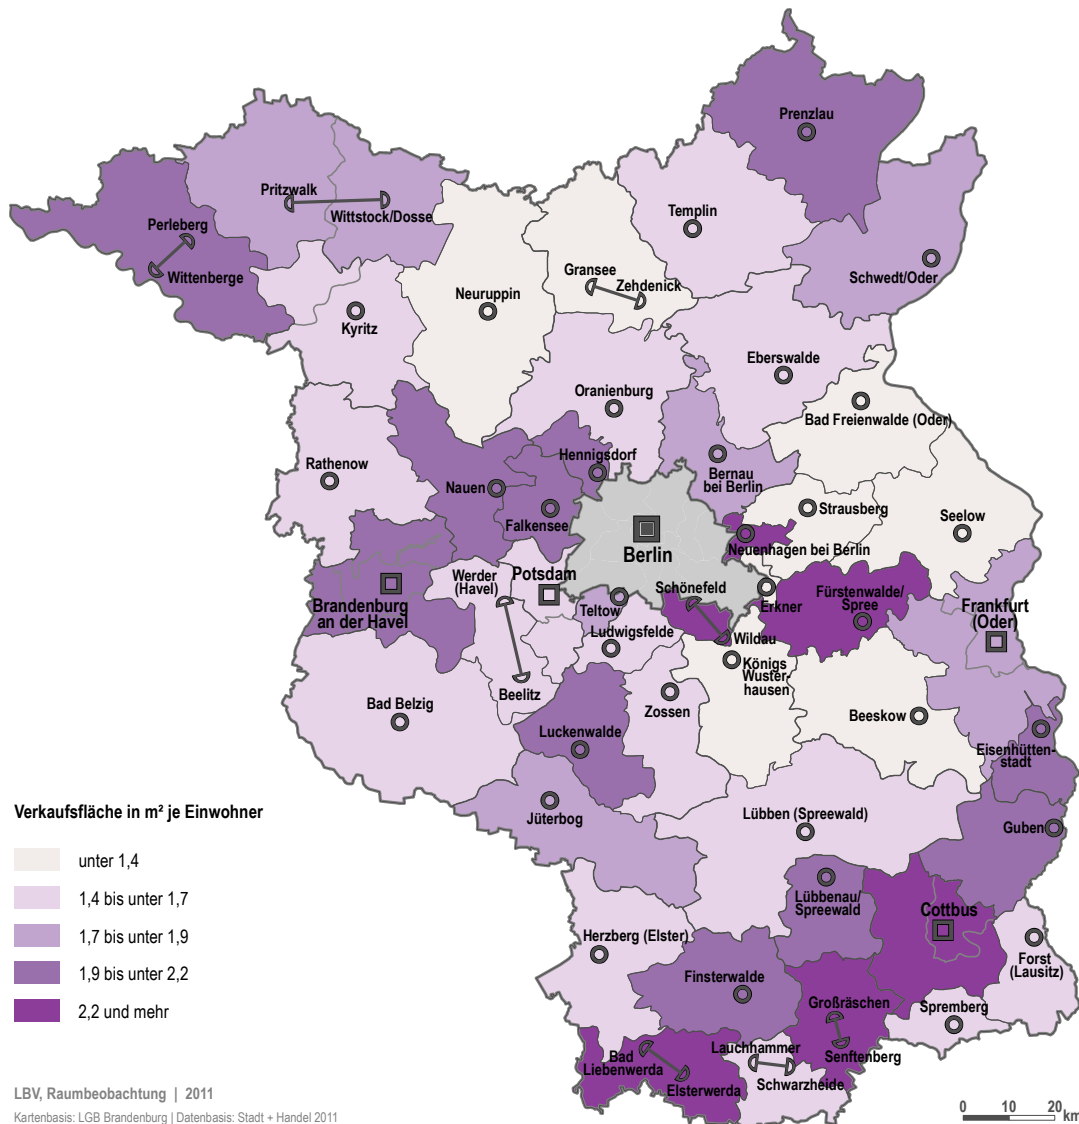 Prenzlau
Pritzwalk
Wittstock/Dosse
Templin
Perleberg
Wittenberge
Schwedt/Oder
Gransee
Zehdenick
Neuruppin
Kyritz
Eberswalde
Oranienburg
Bad Freienwalde (Oder)
Hennigsdorf
Rathenow
Bernau
bei Berlin
Nauen
Falkensee
Strausberg
Seelow
Berlin
Neuenhagen bei Berlin
Werder
(Havel)
Potsdam
Schönefeld
Erkner
Fürstenwalde/
Spree
Frankfurt
(Oder)
Brandenburg
an der Havel
Teltow
Ludwigsfelde
Wildau
Königs
Wuster-
hausen
Beelitz
Bad Belzig
Zossen
Beeskow
Luckenwalde
Eisenhütten-
stadt
Jüterbog
Lübben (Spreewald)
Guben
Lübbenau/
Spreewald
Cottbus
Herzberg (Elster)
Forst
(Lausitz)
Finsterwalde
Großräschen
Spremberg
Lauchhammer
Senftenberg
Bad
Liebenwerda
Elsterwerda
Schwarzheide
Verkaufsfläche in m² je Einwohner
unter 1,4
1,4 bis unter 1,7
1,7 bis unter 1,9
1,9 bis unter 2,2
2,2 und mehr
LBV, Raumbeobachtung | 2011
Kartenbasis: LGB Brandenburg | Datenbasis: Stadt + Handel 2011
0 10 20 km